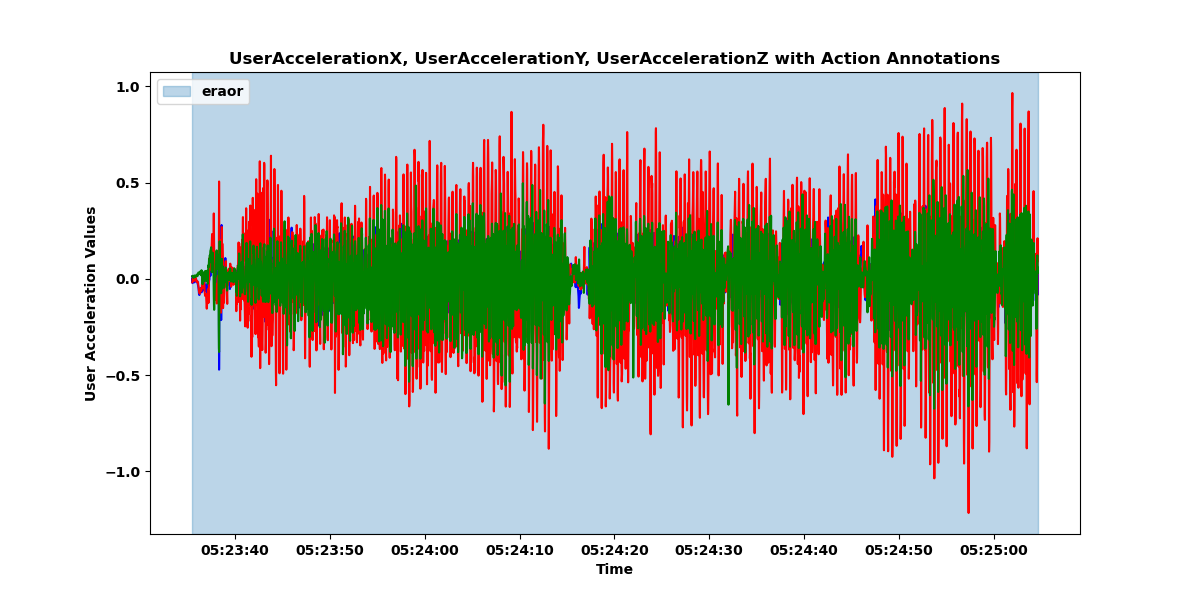 UserAccelerationX, UserAccelerationY, UserAccelerationZ with Action Annotations
eraor
User Acceleration Values
1.0
0.5
0.0
−0.5
−1.0
05:23:40 05:23:50 05:24:00 05:24:10 05:24:20 05:24:30 05:24:40 05:24:50 05:25:00
Time